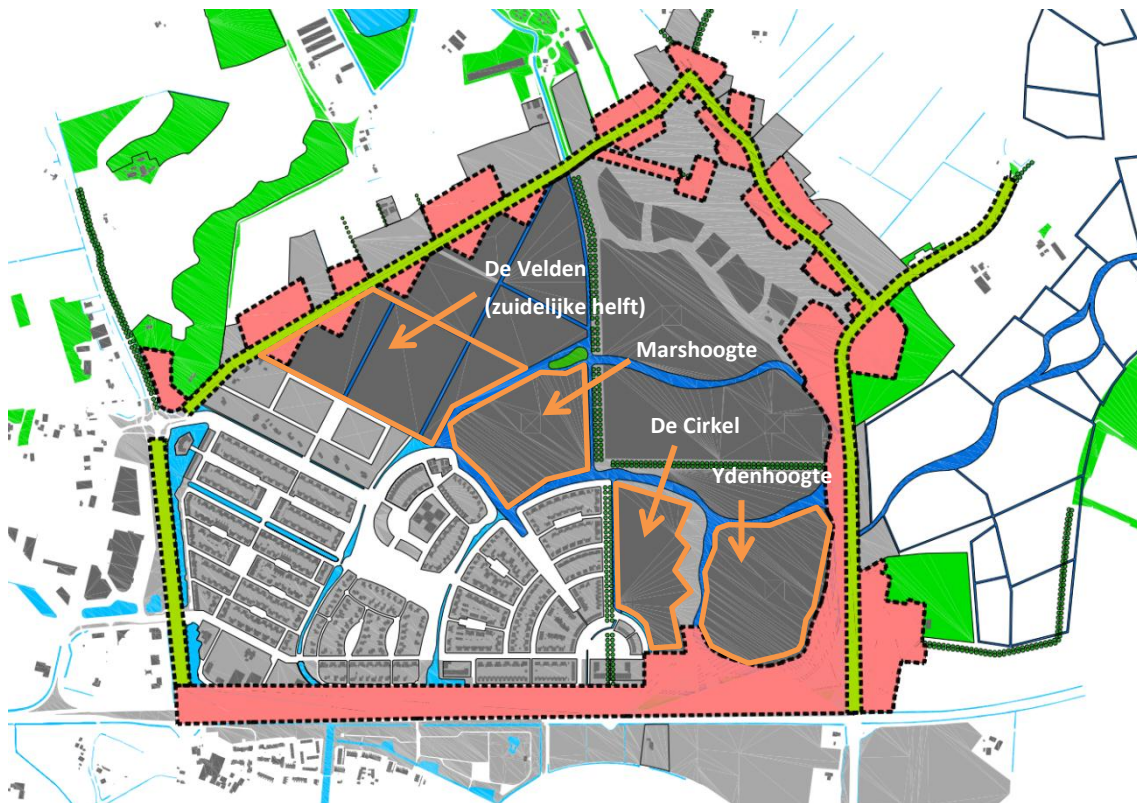 De Velden
(zuidelijke helft)
Marshoogte
De Cirkel
Ydenhoogte